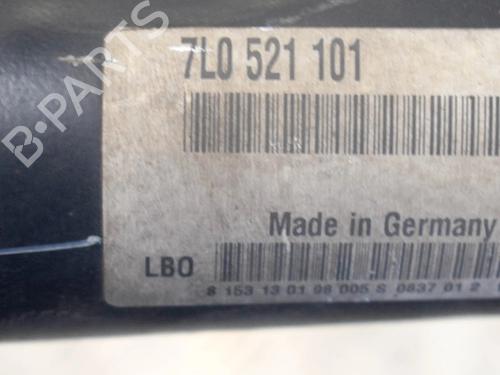 B-PARTS
7L0 521 101
Made in Germany
LBO
8 153 13 01 98 005 S 0837 01 2